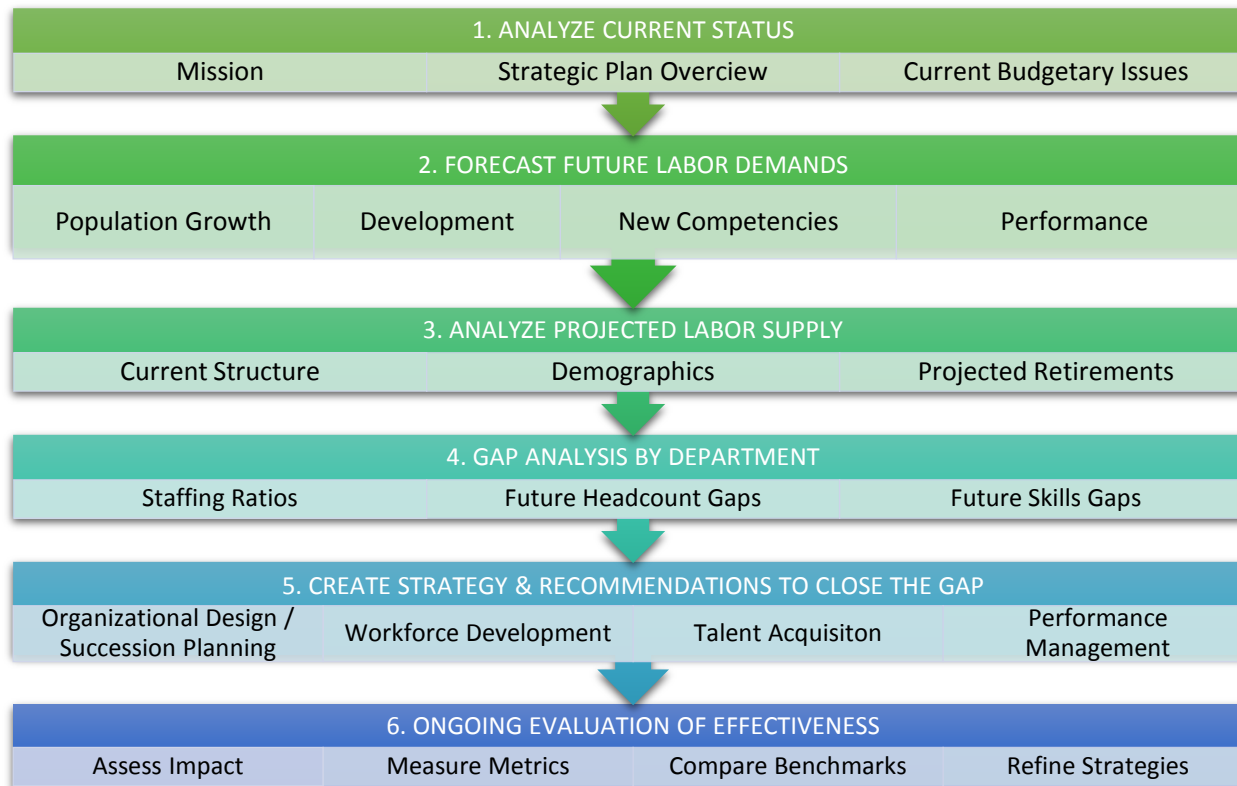 1. ANALYZE CURRENT STATUS
Mission
Strategic Plan Overciew
Current Budgetary Issues
2. FORECAST FUTURE LABOR DEMANDS
Population Growth
Development
New Competencies
Performance
3. ANALYZE PROJECTED LABOR SUPPLY
Current Structure
Demographics
Projected Retirements
4. GAP ANALYSIS BY DEPARTMENT
Staffing Ratios
Future Headcount Gaps
Future Skills Gaps
5. CREATE STRATEGY & RECOMMENDATIONS TO CLOSE THE GAP
Organizational Design /
Succession Planning
Workforce Development
Talent Acquisiton
Performance
Management
6. ONGOING EVALUATION OF EFFECTIVENESS
Assess Impact
Measure Metrics
Compare Benchmarks
Refine Strategies